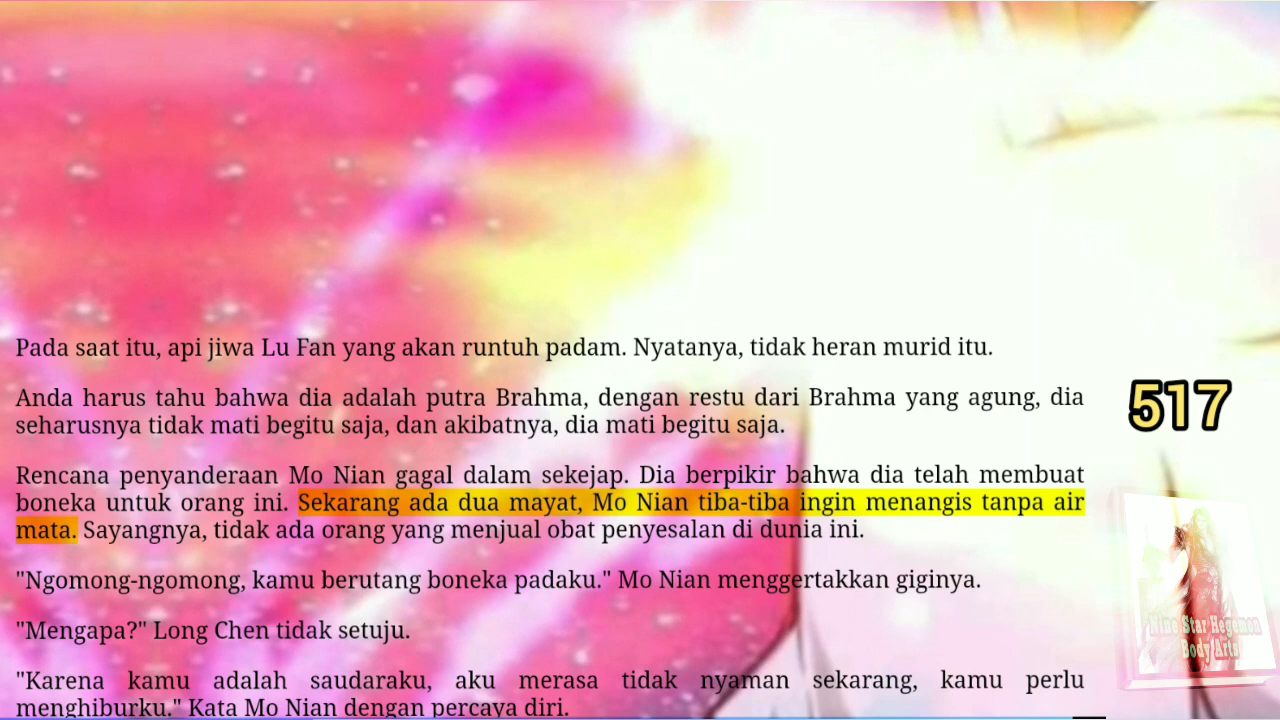 Pada saat itu, api jiwa Lu Fan yang akan runtuh padam. Nyatanya, tidak heran murid itu.
Anda harus tahu bahwa dia adalah putra Brahma, dengan restu dari Brahma yang agung, dia
seharusnya tidak mati begitu saja, dan akibatnya, dia mati begitu saja.
Rencana penyanderaan Mo Nian gagal dalam sekejap. Dia berpikir bahwa dia telah membuat
boneka untuk orang ini. Sekarang ada dua mayat, Mo Nian tiba-tiba ingin menangis tanpa air
mata. Sayangnya, tidak ada orang yang menjual obat penyesalan di dunia ini.
"Ngomong-ngomong, kamu berutang boneka padaku." Mo Nian menggertakkan giginya.
"Mengapa?" Long Chen tidak setuju.
"Karena kamu adalah saudaraku, aku merasa tidak nyaman sekarang, kamu perlu
menghiburku." Kata Mo Nian dengan percaya diri.
517
Nine Star Hegemon
Body Arts